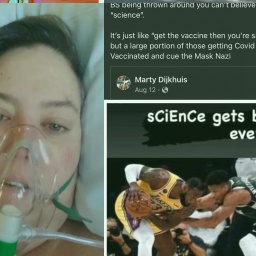 BS being thrown around you can't believe
"science".
It's just like "get the vaccine then you're s
but a large portion of those getting Covid
Vaccinated and cue the Mask Nazi
Marty Dijkhuis
Aug 12
sCiEnCe gets b
eve